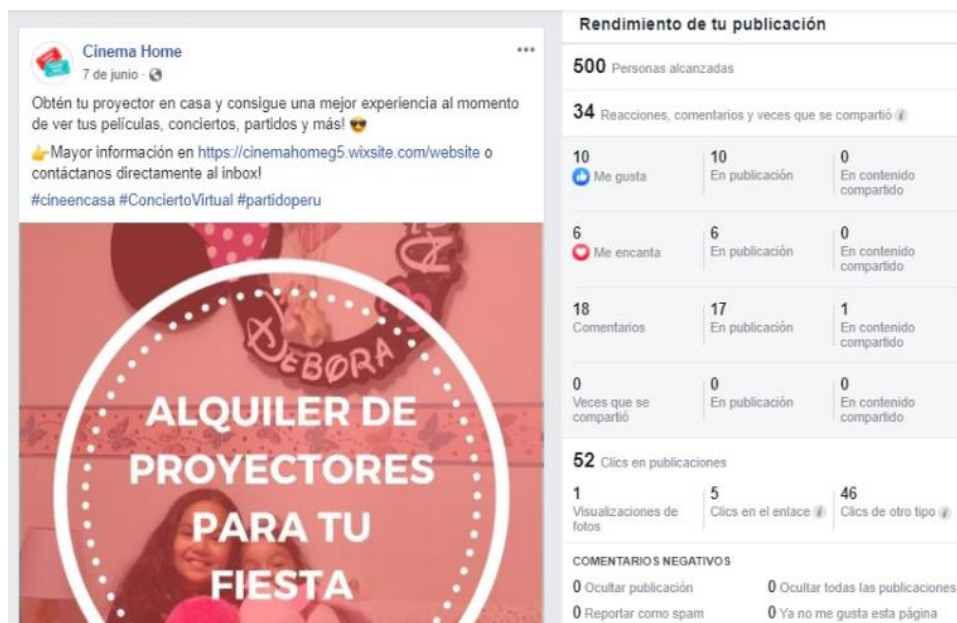 Cinema Home
7 de junio ·
Obtén tu proyector en casa y consigue una mejor experiencia al momento
de ver tus películas, conciertos, partidos y más! 😎
👉Mayor información en https://cinemahomeg5.wixsite.com/website o
contáctanos directamente al inbox!
#cineencasa #ConciertoVirtual #partidoperu
DEBORA
ALQUILER DE
PROYECTORES
PARA TU
FIESTA
Rendimiento de tu publicación
500 Personas alcanzadas
34 Reacciones, comentarios y veces que se compartió
10
Me gusta
10
En publicación
0
En contenido
compartido
6
Me encanta
6
En publicación
0
En contenido
compartido
18
Comentarios
17
En publicación
1
En contenido
compartido
0
Veces que se
compartió
0
En publicación
0
En contenido
compartido
52 Clics en publicaciones
1
Visualizaciones de
fotos
5
Clics en el enlace
46
Clics de otro tipo
COMENTARIOS NEGATIVOS
0 Ocultar publicación
0 Ocultar todas las publicaciones
0 Reportar como spam
0 Ya no me gusta esta página